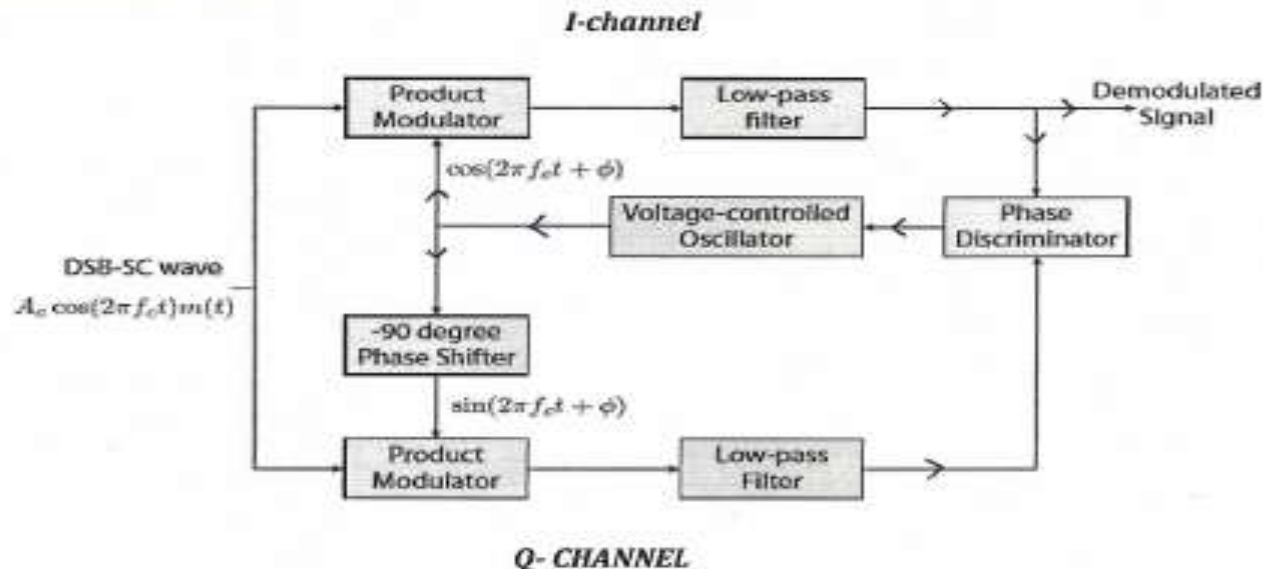 I-channel
Product
Modulator
Low-pass
filter
Demodulated
Signal
cos(2πf_ct + ϕ)
Voltage-controlled
Oscillator
Phase
Discriminator
DSB-SC wave
A_c cos(2πf_ct)m(t)
-90 degree
Phase Shifter
sin(2πf_ct + ϕ)
Product
Modulator
Low-pass
Filter
Q- CHANNEL